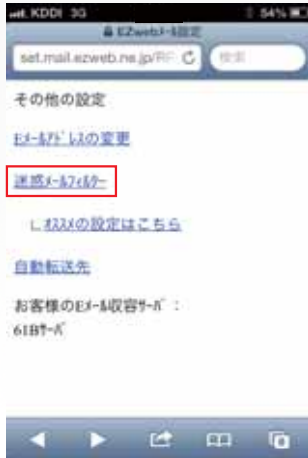 KDDI 3G 54%
EZwebﾒｰﾙ設定
set.mail.ezweb.ne.jp/ 検索
その他の設定
Eﾒｰﾙｱﾄﾞﾚｽの変更
迷惑ﾒｰﾙﾌｨﾙﾀｰ
∟ｵｽｽﾒの設定はこちら
自動転送先
お客様のEﾒｰﾙ収容ｻｰﾊﾞ：
61Bｻｰﾊﾞ